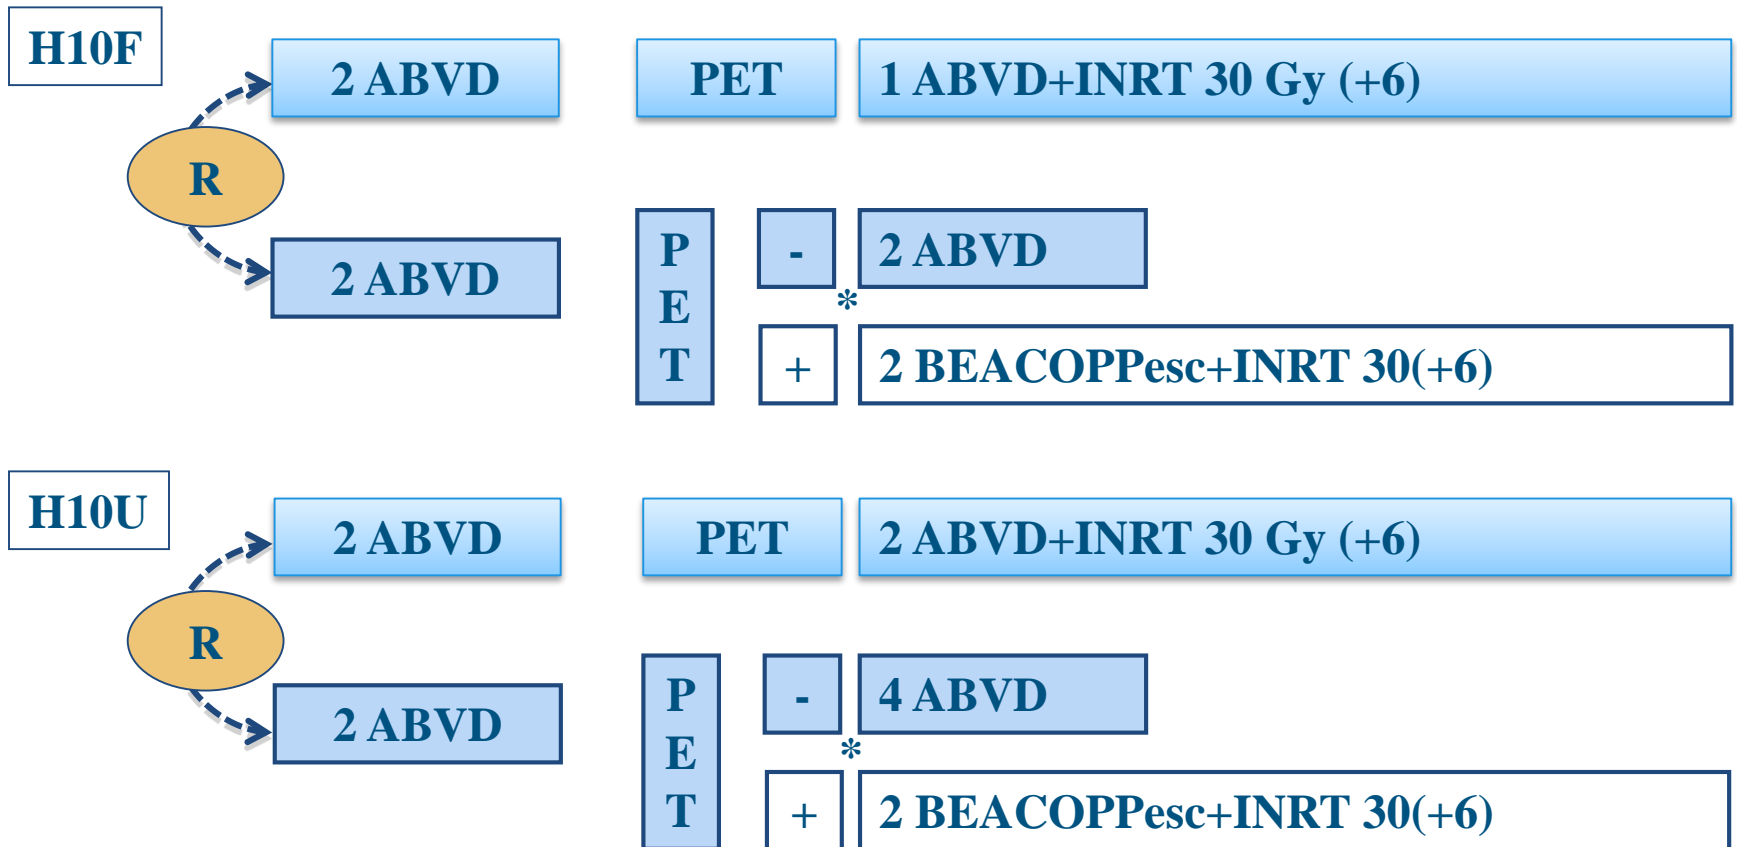 H10F
2 ABVD
PET
1 ABVD+INRT 30 Gy (+6)
R
2 ABVD
P
E
T
-
2 ABVD
*
+
2 BEACOPPesc+INRT 30(+6)
H10U
2 ABVD
PET
2 ABVD+INRT 30 Gy (+6)
R
2 ABVD
P
E
T
-
4 ABVD
*
+
2 BEACOPPesc+INRT 30(+6)